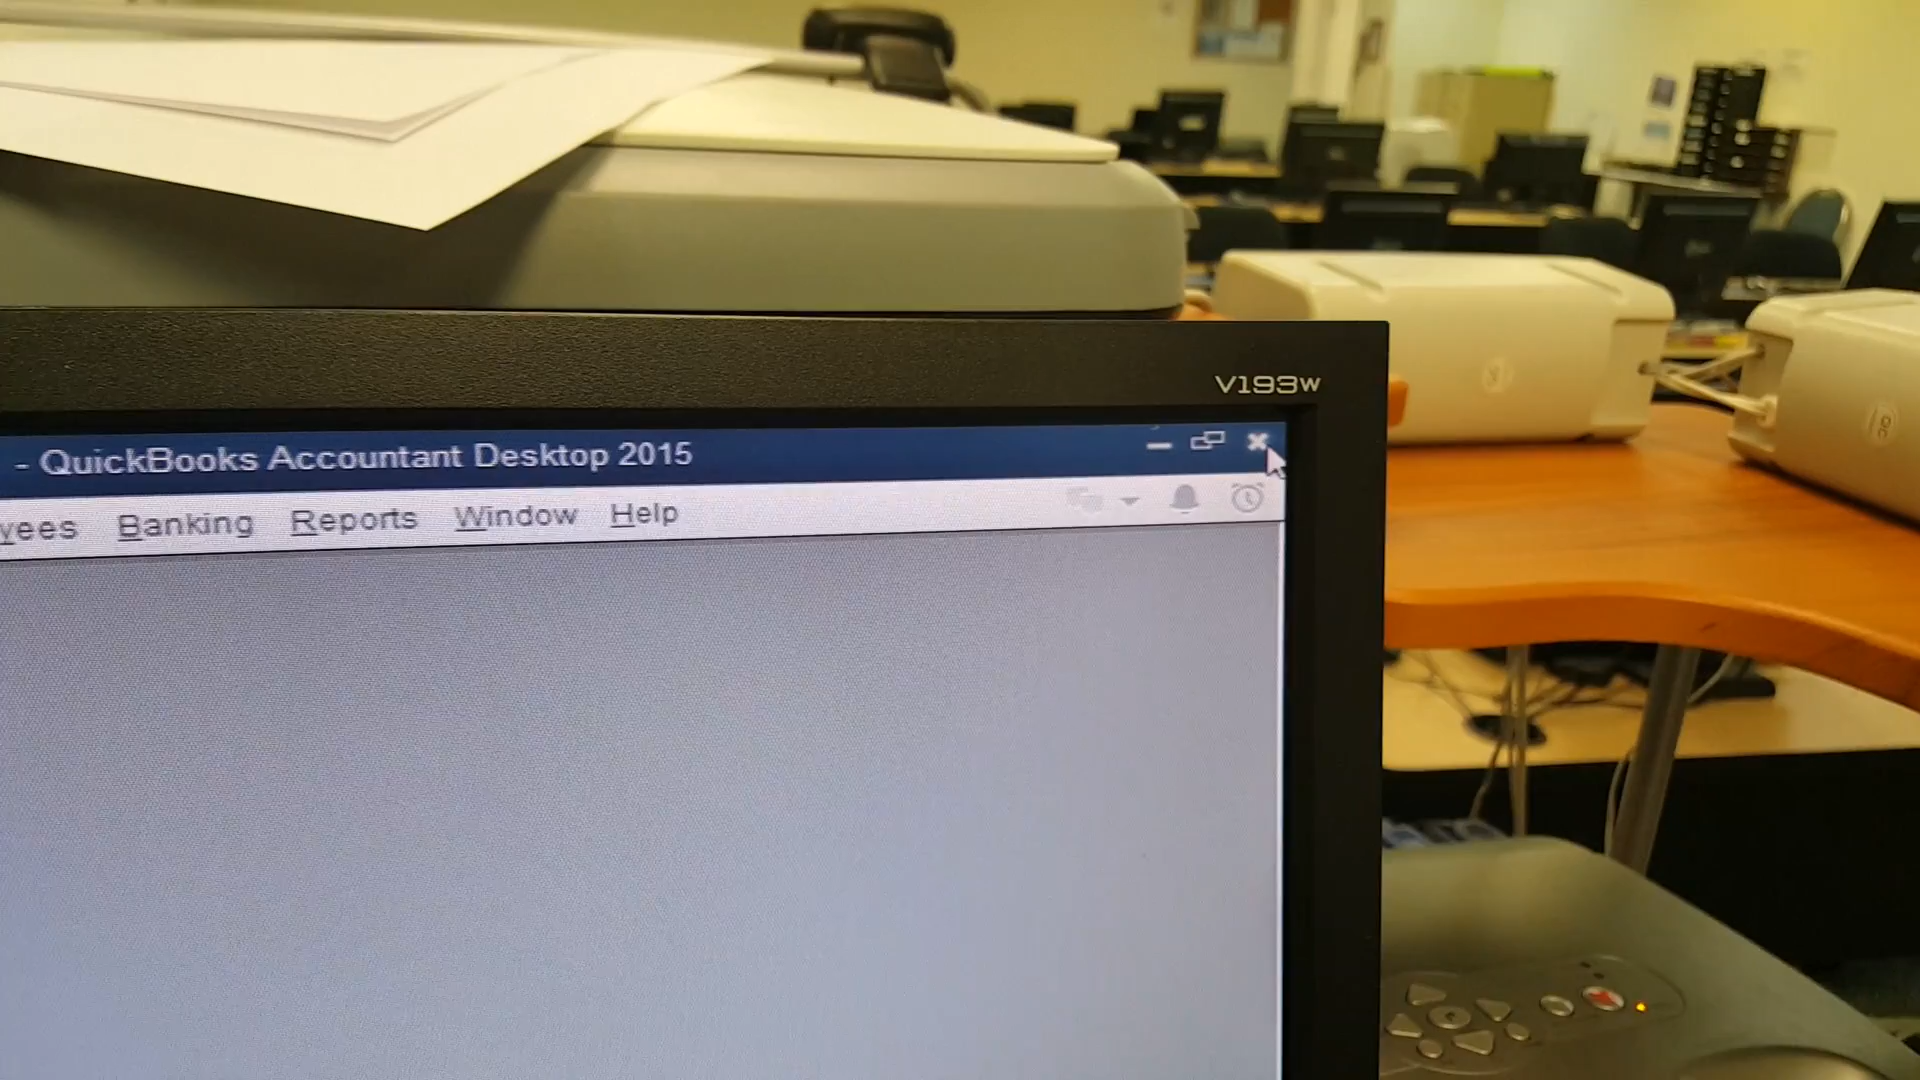 V193W
- QuickBooks Accountant Desktop 2015
yees Banking Reports Window Help